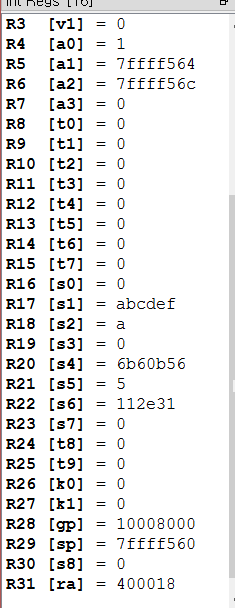 Int Regs [16]
R3 [v1] = 0
R4 [a0] = 1
R5 [a1] = 7ffff564
R6 [a2] = 7ffff56c
R7 [a3] = 0
R8 [t0] = 0
R9 [t1] = 0
R10 [t2] = 0
R11 [t3] = 0
R12 [t4] = 0
R13 [t5] = 0
R14 [t6] = 0
R15 [t7] = 0
R16 [s0] = 0
R17 [s1] = abcdef
R18 [s2] = a
R19 [s3] = 0
R20 [s4] = 6b60b56
R21 [s5] = 5
R22 [s6] = 112e31
R23 [s7] = 0
R24 [t8] = 0
R25 [t9] = 0
R26 [k0] = 0
R27 [k1] = 0
R28 [gp] = 10008000
R29 [sp] = 7ffff560
R30 [s8] = 0
R31 [ra] = 400018